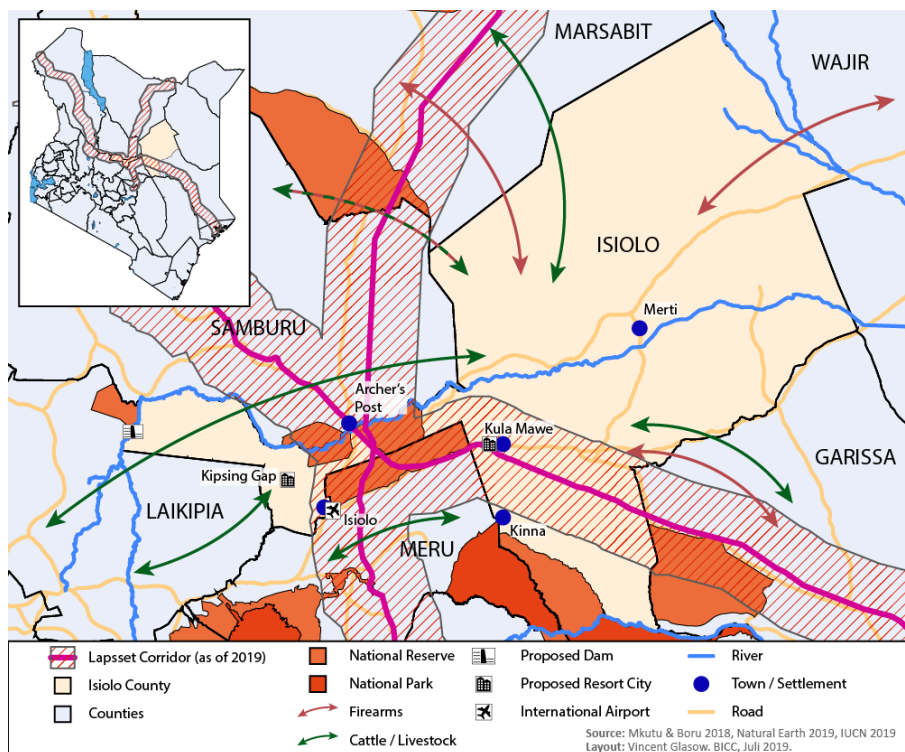 MARSABIT
WAJIR
ISIOLO
Merti
SAMBURU
Archer's
Post
Kula Mawe
GARISSA
Kipsing Gap
LAIKIPIA
Isiolo
Kinna
MERU
Lapsset Corridor (as of 2019)
Isiolo County
Counties
National Reserve
National Park
Firearms
Cattle / Livestock
Proposed Dam
Proposed Resort City
International Airport
River
Town / Settlement
Road
Source: Mkutu & Boru 2018, Natural Earth 2019, IUCN 2019
Layout: Vincent Glasow, BICC, Juli 2019.